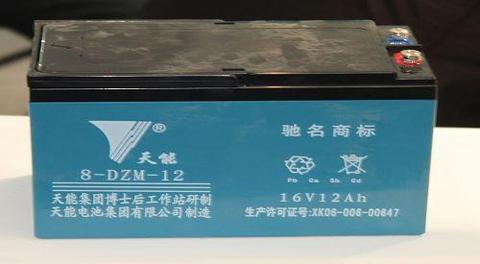 ®
天能
8-DZM-12
天能集团博士后工作站研制
天能电池集团有限公司制造
驰名商标
Pb Ca Sb Cd
16V12Ah
生产许可证号:XK06-006-00647